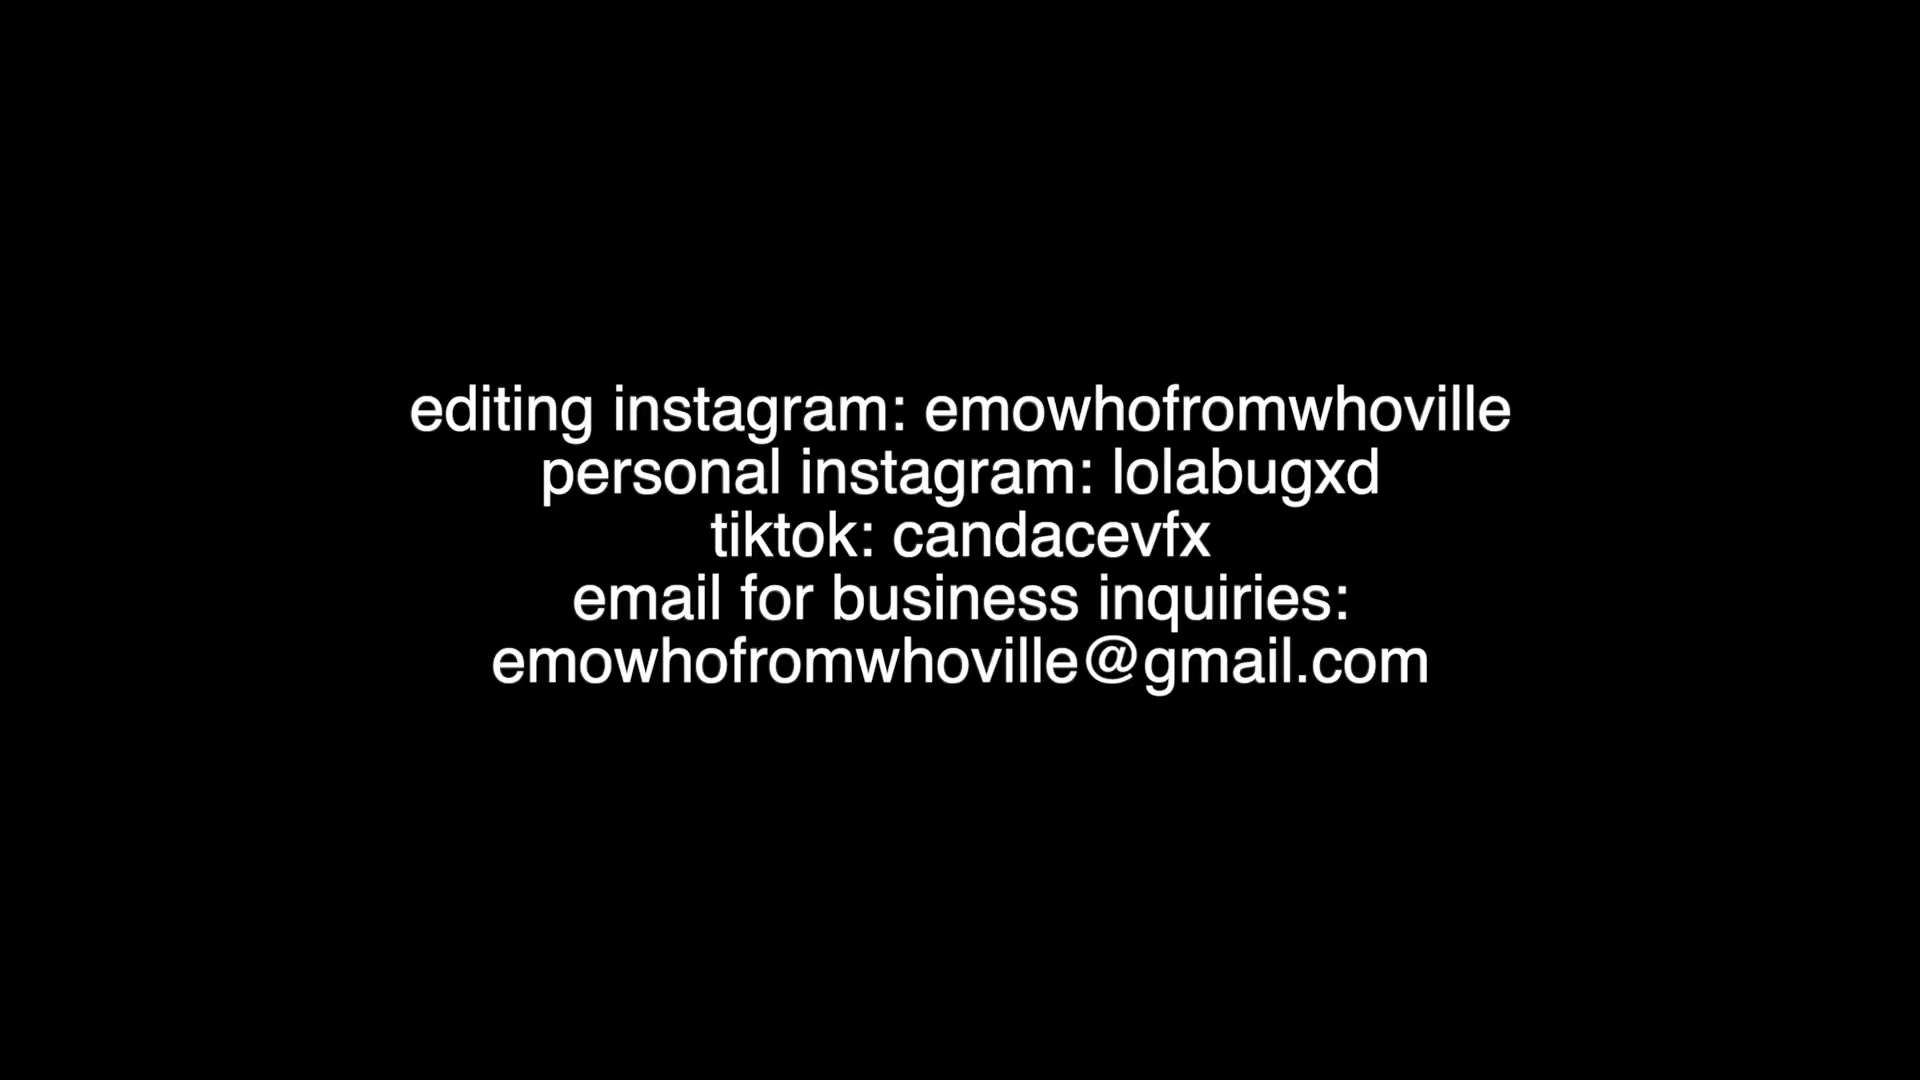 editing instagram: emowhofromwhoville
personal instagram: lolabugxd
tiktok: candacevfx
email for business inquiries:
emowhofromwhoville@gmail.com